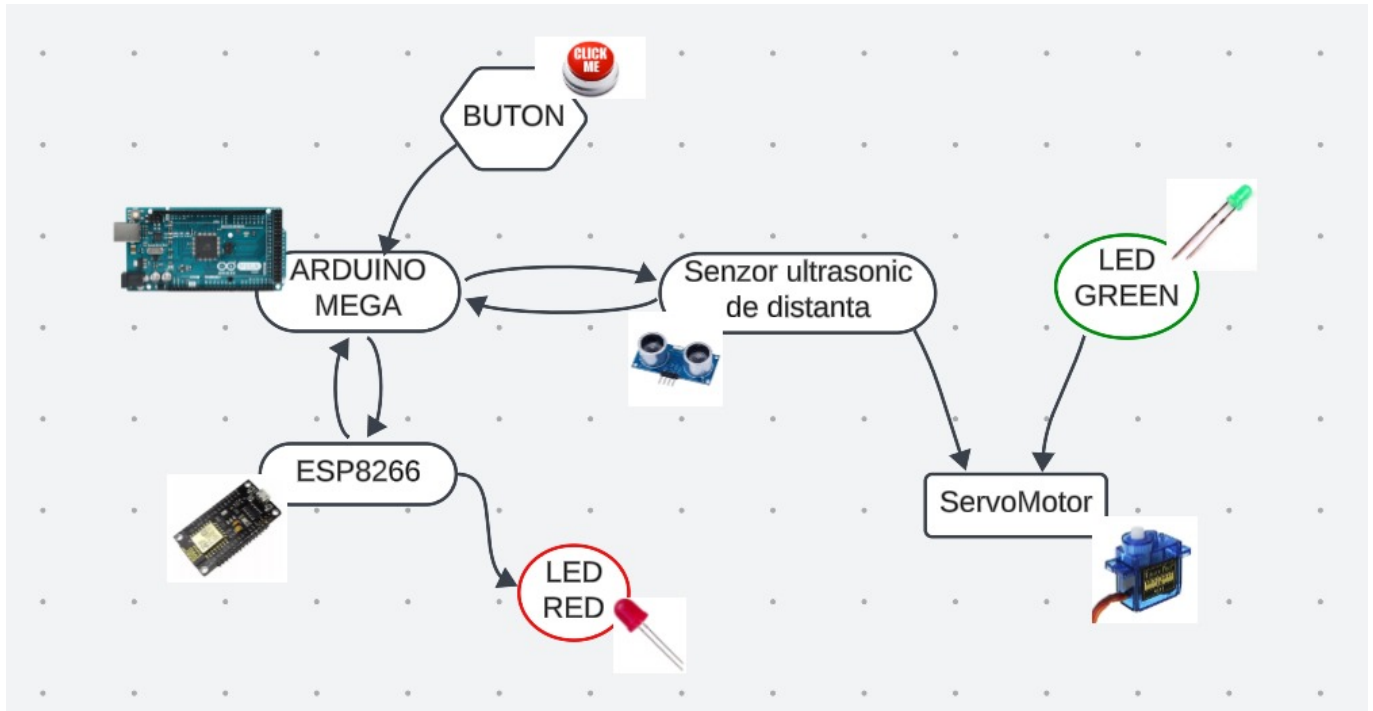 CLICK
ME
BUTON
ARDUINO
MEGA
Senzor ultrasonic
de distanta
LED
GREEN
ESP8266
ServoMotor
LED
RED